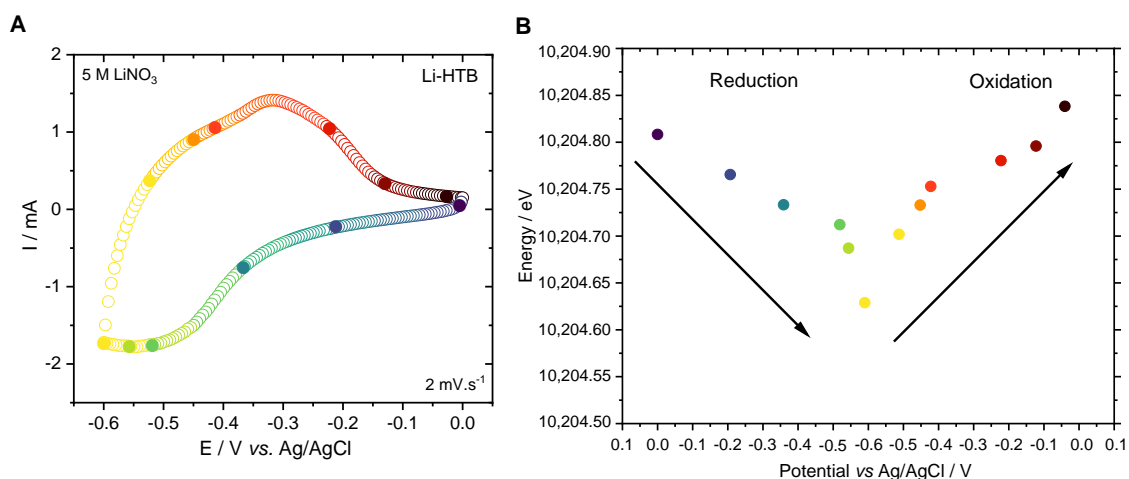 A
5 M LiNO3
Li-HTB
1
0
-1
-2
I / mA
2 mV.s-1
-0.6 -0.5 -0.4 -0.3 -0.2 -0.1 0.0
E / V vs. Ag/AgCl
B
10,204.90
10,204.85
10,204.80
10,204.75
10,204.70
10,204.65
10,204.60
10,204.55
10,204.50
Energy / eV
Reduction
Oxidation
0.1 0.0 -0.1 -0.2 -0.3 -0.4 -0.5 -0.6 -0.5 -0.4 -0.3 -0.2 -0.1 0.1
Potential vs Ag/AgCl / V